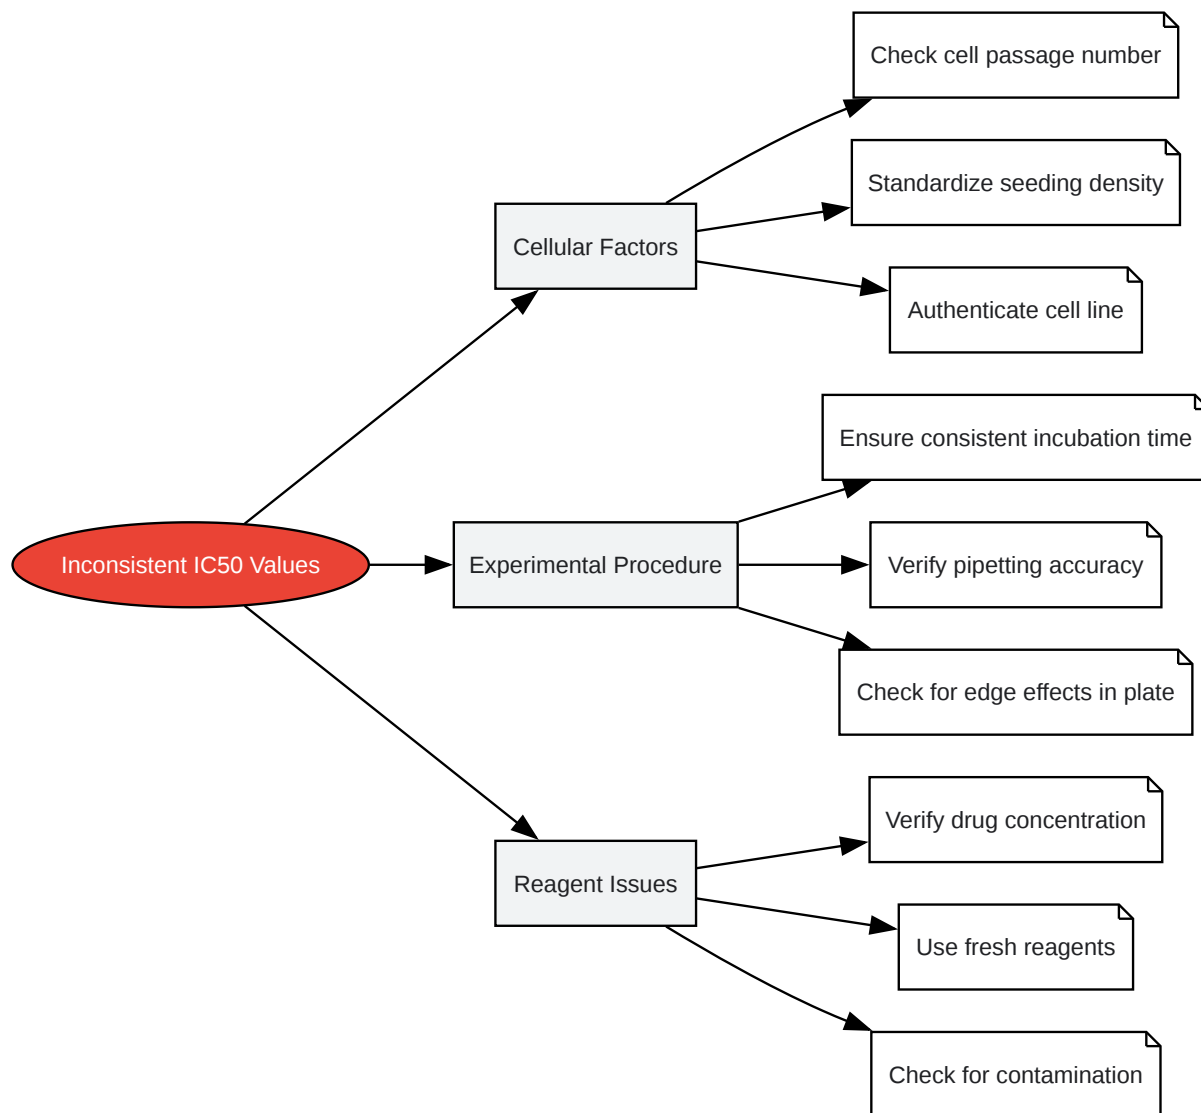 Check cell passage number
Standardize seeding density
Cellular Factors
Authenticate cell line
Ensure consistent incubation time
Inconsistent IC50 Values
Experimental Procedure
Verify pipetting accuracy
Check for edge effects in plate
Verify drug concentration
Reagent Issues
Use fresh reagents
Check for contamination